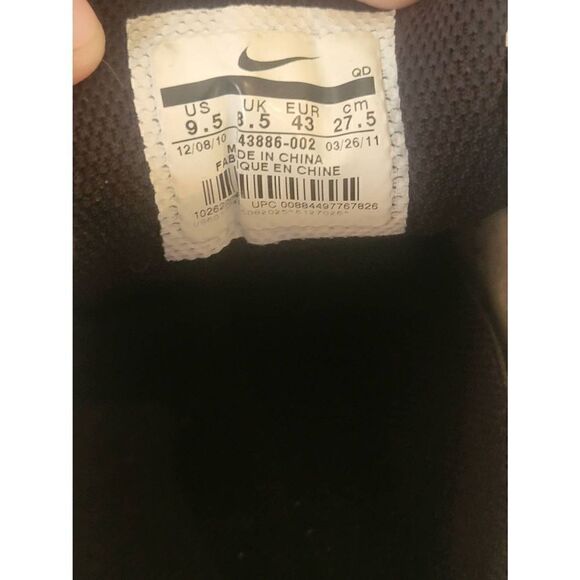 QD
US UK EUR cm
9.5 8.5 43 27.5
12/08/10 43886-002 03/26/11
DE IN CHINA
FAB IQUE EN CHINE
UPC 00884497767826